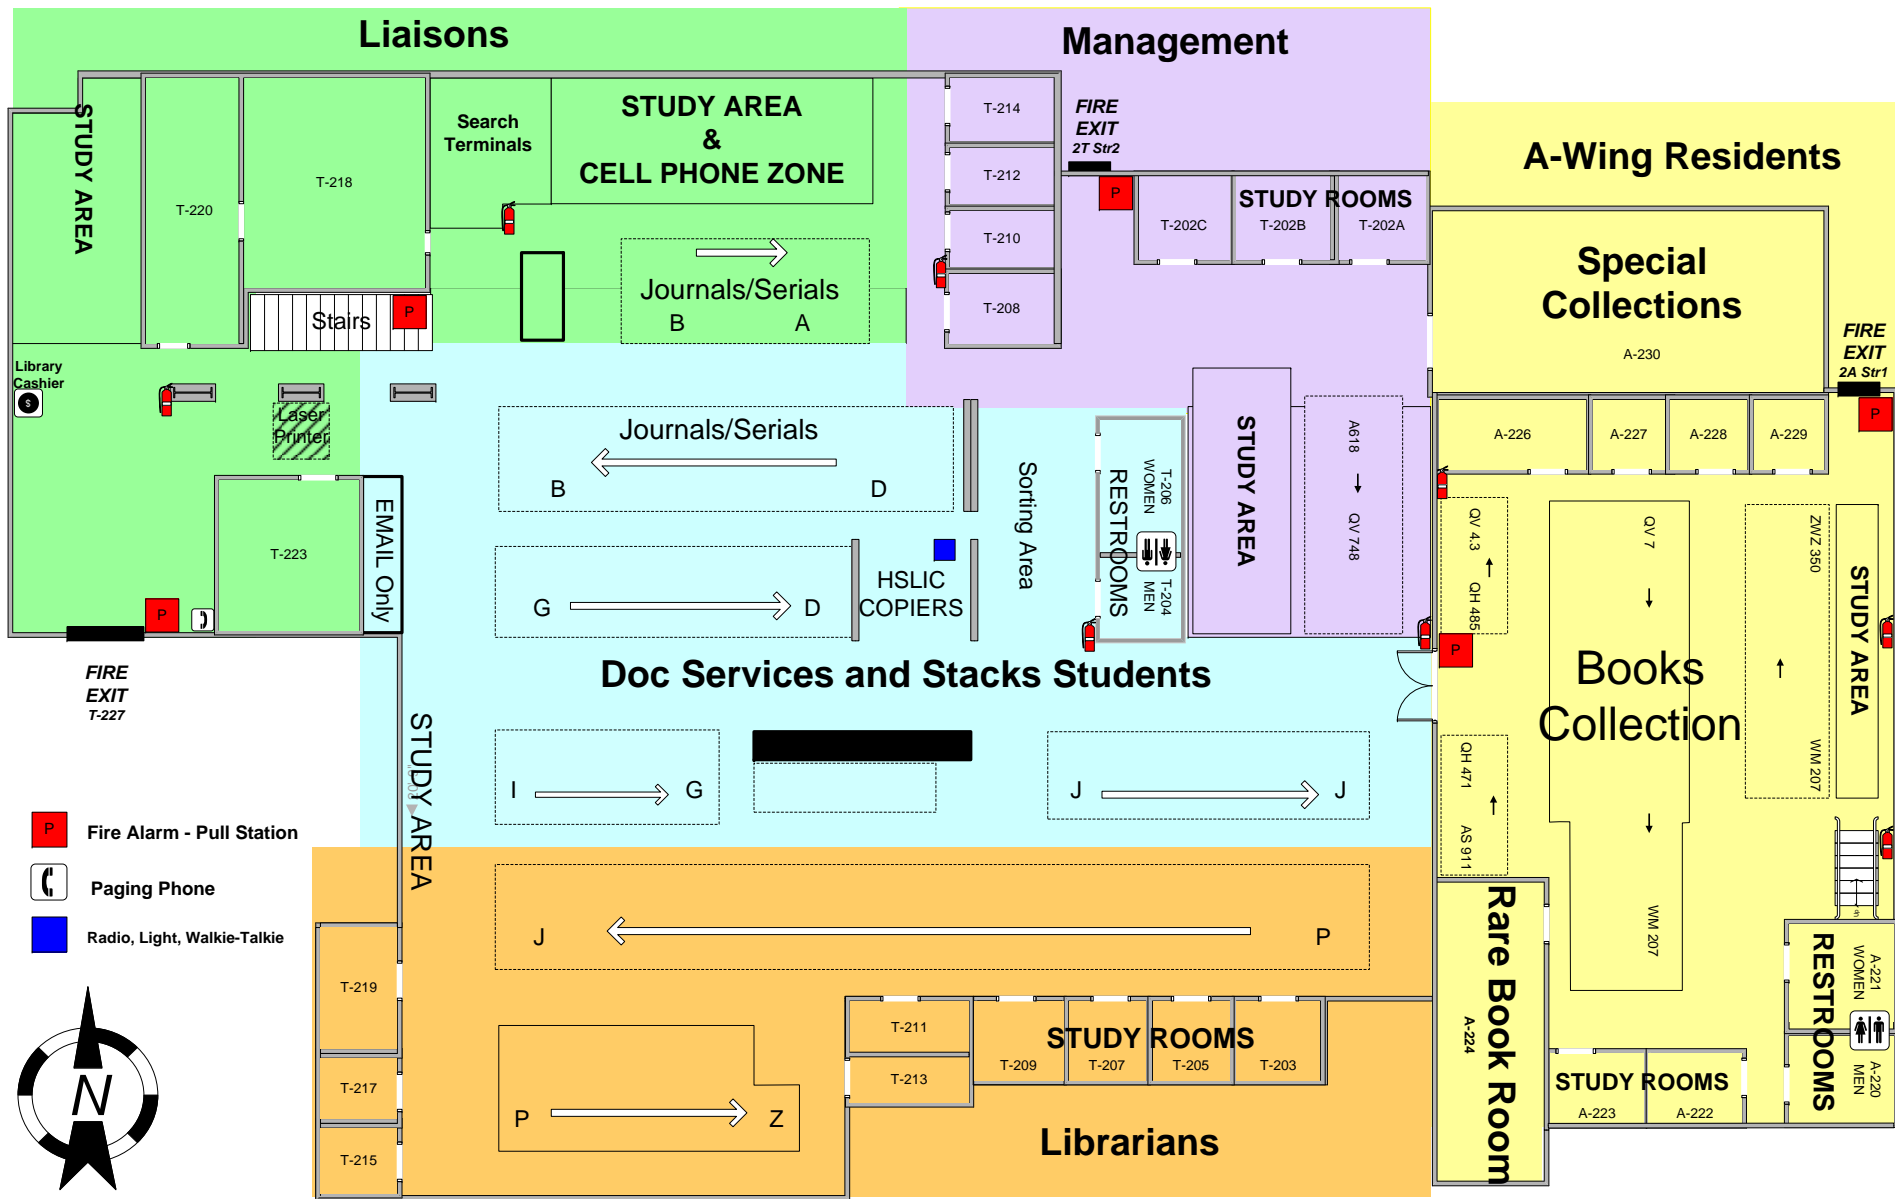 Liaisons
Management
A-Wing Residents
STUDY AREA
T-220
T-218
Search
Terminals
STUDY AREA
&
CELL PHONE ZONE
T-214
T-212
T-210
T-208
FIRE
EXIT
2T Str2
P
STUDY ROOMS
T-202C
T-202B
T-202A
Special
Collections
A-230
FIRE
EXIT
2A Str1
P
Stairs
P
Journals/Serials
B
A
Library
Cashier
$
Laser
Printer
T-223
EMAIL Only
P
FIRE
EXIT
T-227
Journals/Serials
B
D
G
D
HSLIC
COPIERS
Sorting Area
RESTROOMS
T-206
WOMEN
T-204
MEN
STUDY AREA
A618
QV 748
A-226
A-227
A-228
A-229
QV 4.3
QH 485
P
QV 7
WM 207
ZWZ 350
WM 207
STUDY AREA
Books
Collection
QH 471
AS 911
Doc Services and Stacks Students
STUDY AREA
I
G
J
J
J
P
P
Z
T-219
T-217
T-215
T-211
T-213
STUDY ROOMS
T-209
T-207
T-205
T-203
Librarians
Rare Book Room
A-224
STUDY ROOMS
A-223
A-222
RESTROOMS
A-221
WOMEN
A-220
MEN
P
Fire Alarm - Pull Station
Paging Phone
Radio, Light, Walkie-Talkie
N